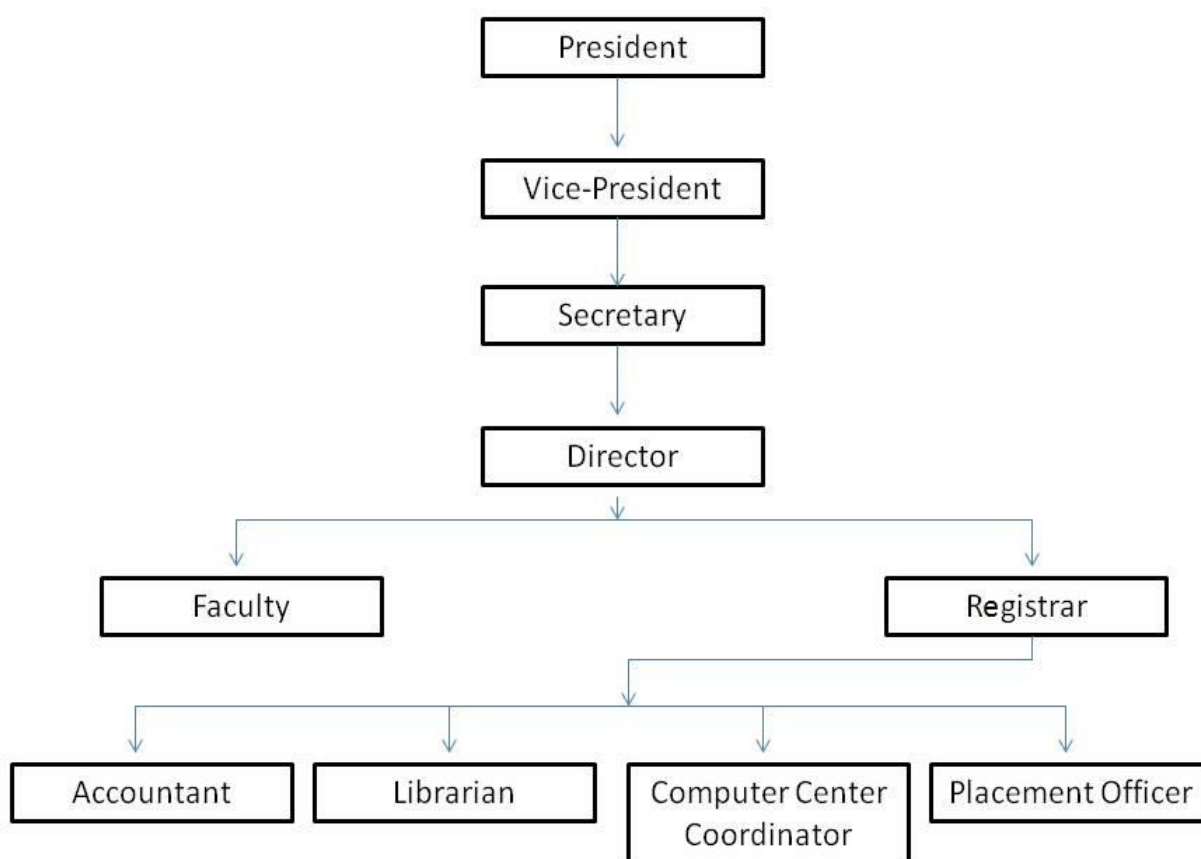 President
Vice-President
Secretary
Director
Faculty
Registrar
Accountant
Librarian
Computer Center
Coordinator
Placement Officer